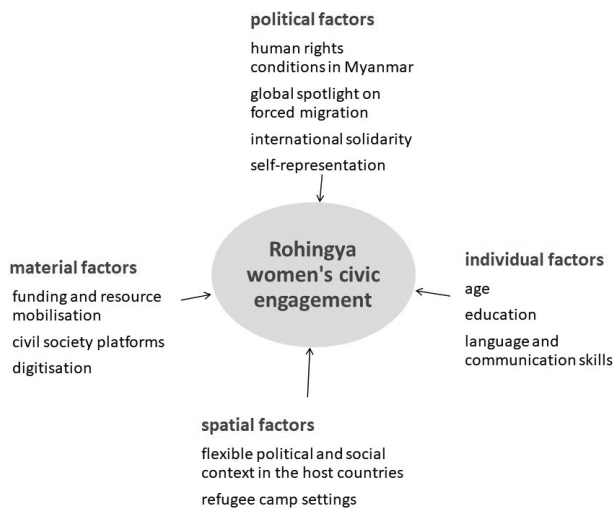 political factors
human rights
conditions in Myanmar
global spotlight on
forced migration
international solidarity
self-representation
Rohingya
women's civic
engagement
material factors
funding and resource
mobilisation
civil society platforms
digitisation
individual factors
age
education
language and
communication skills
spatial factors
flexible political and social
context in the host countries
refugee camp settings